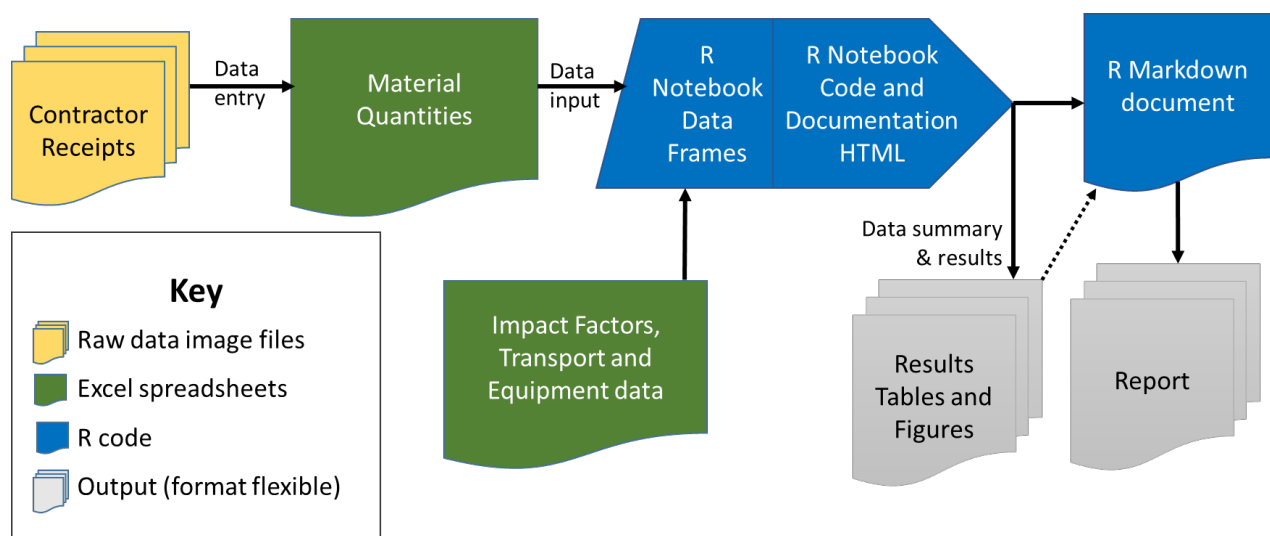 Contractor
Receipts
Data
entry
Material
Quantities
Data
input
R
Notebook
Data
Frames
R Notebook
Code and
Documentation
HTML
R Markdown
document
Data summary
& results
Impact Factors,
Transport and
Equipment data
Results
Tables and
Figures
Report
Key
Raw data image files
Excel spreadsheets
R code
Output (format flexible)